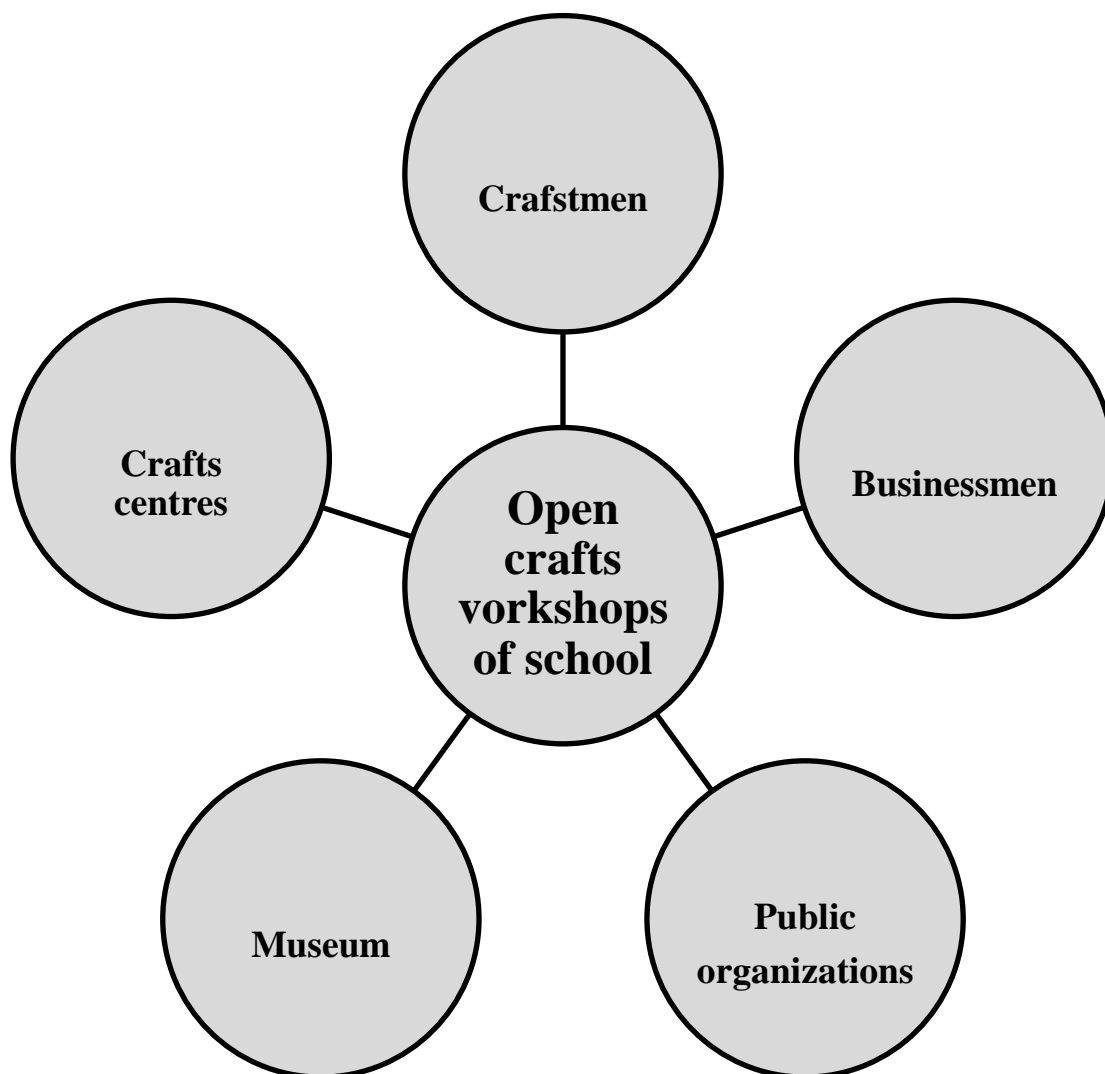 Crafstmen
Crafts
centres
Businessmen
Open
crafts
vorkshops
of school
Museum
Public
organizations